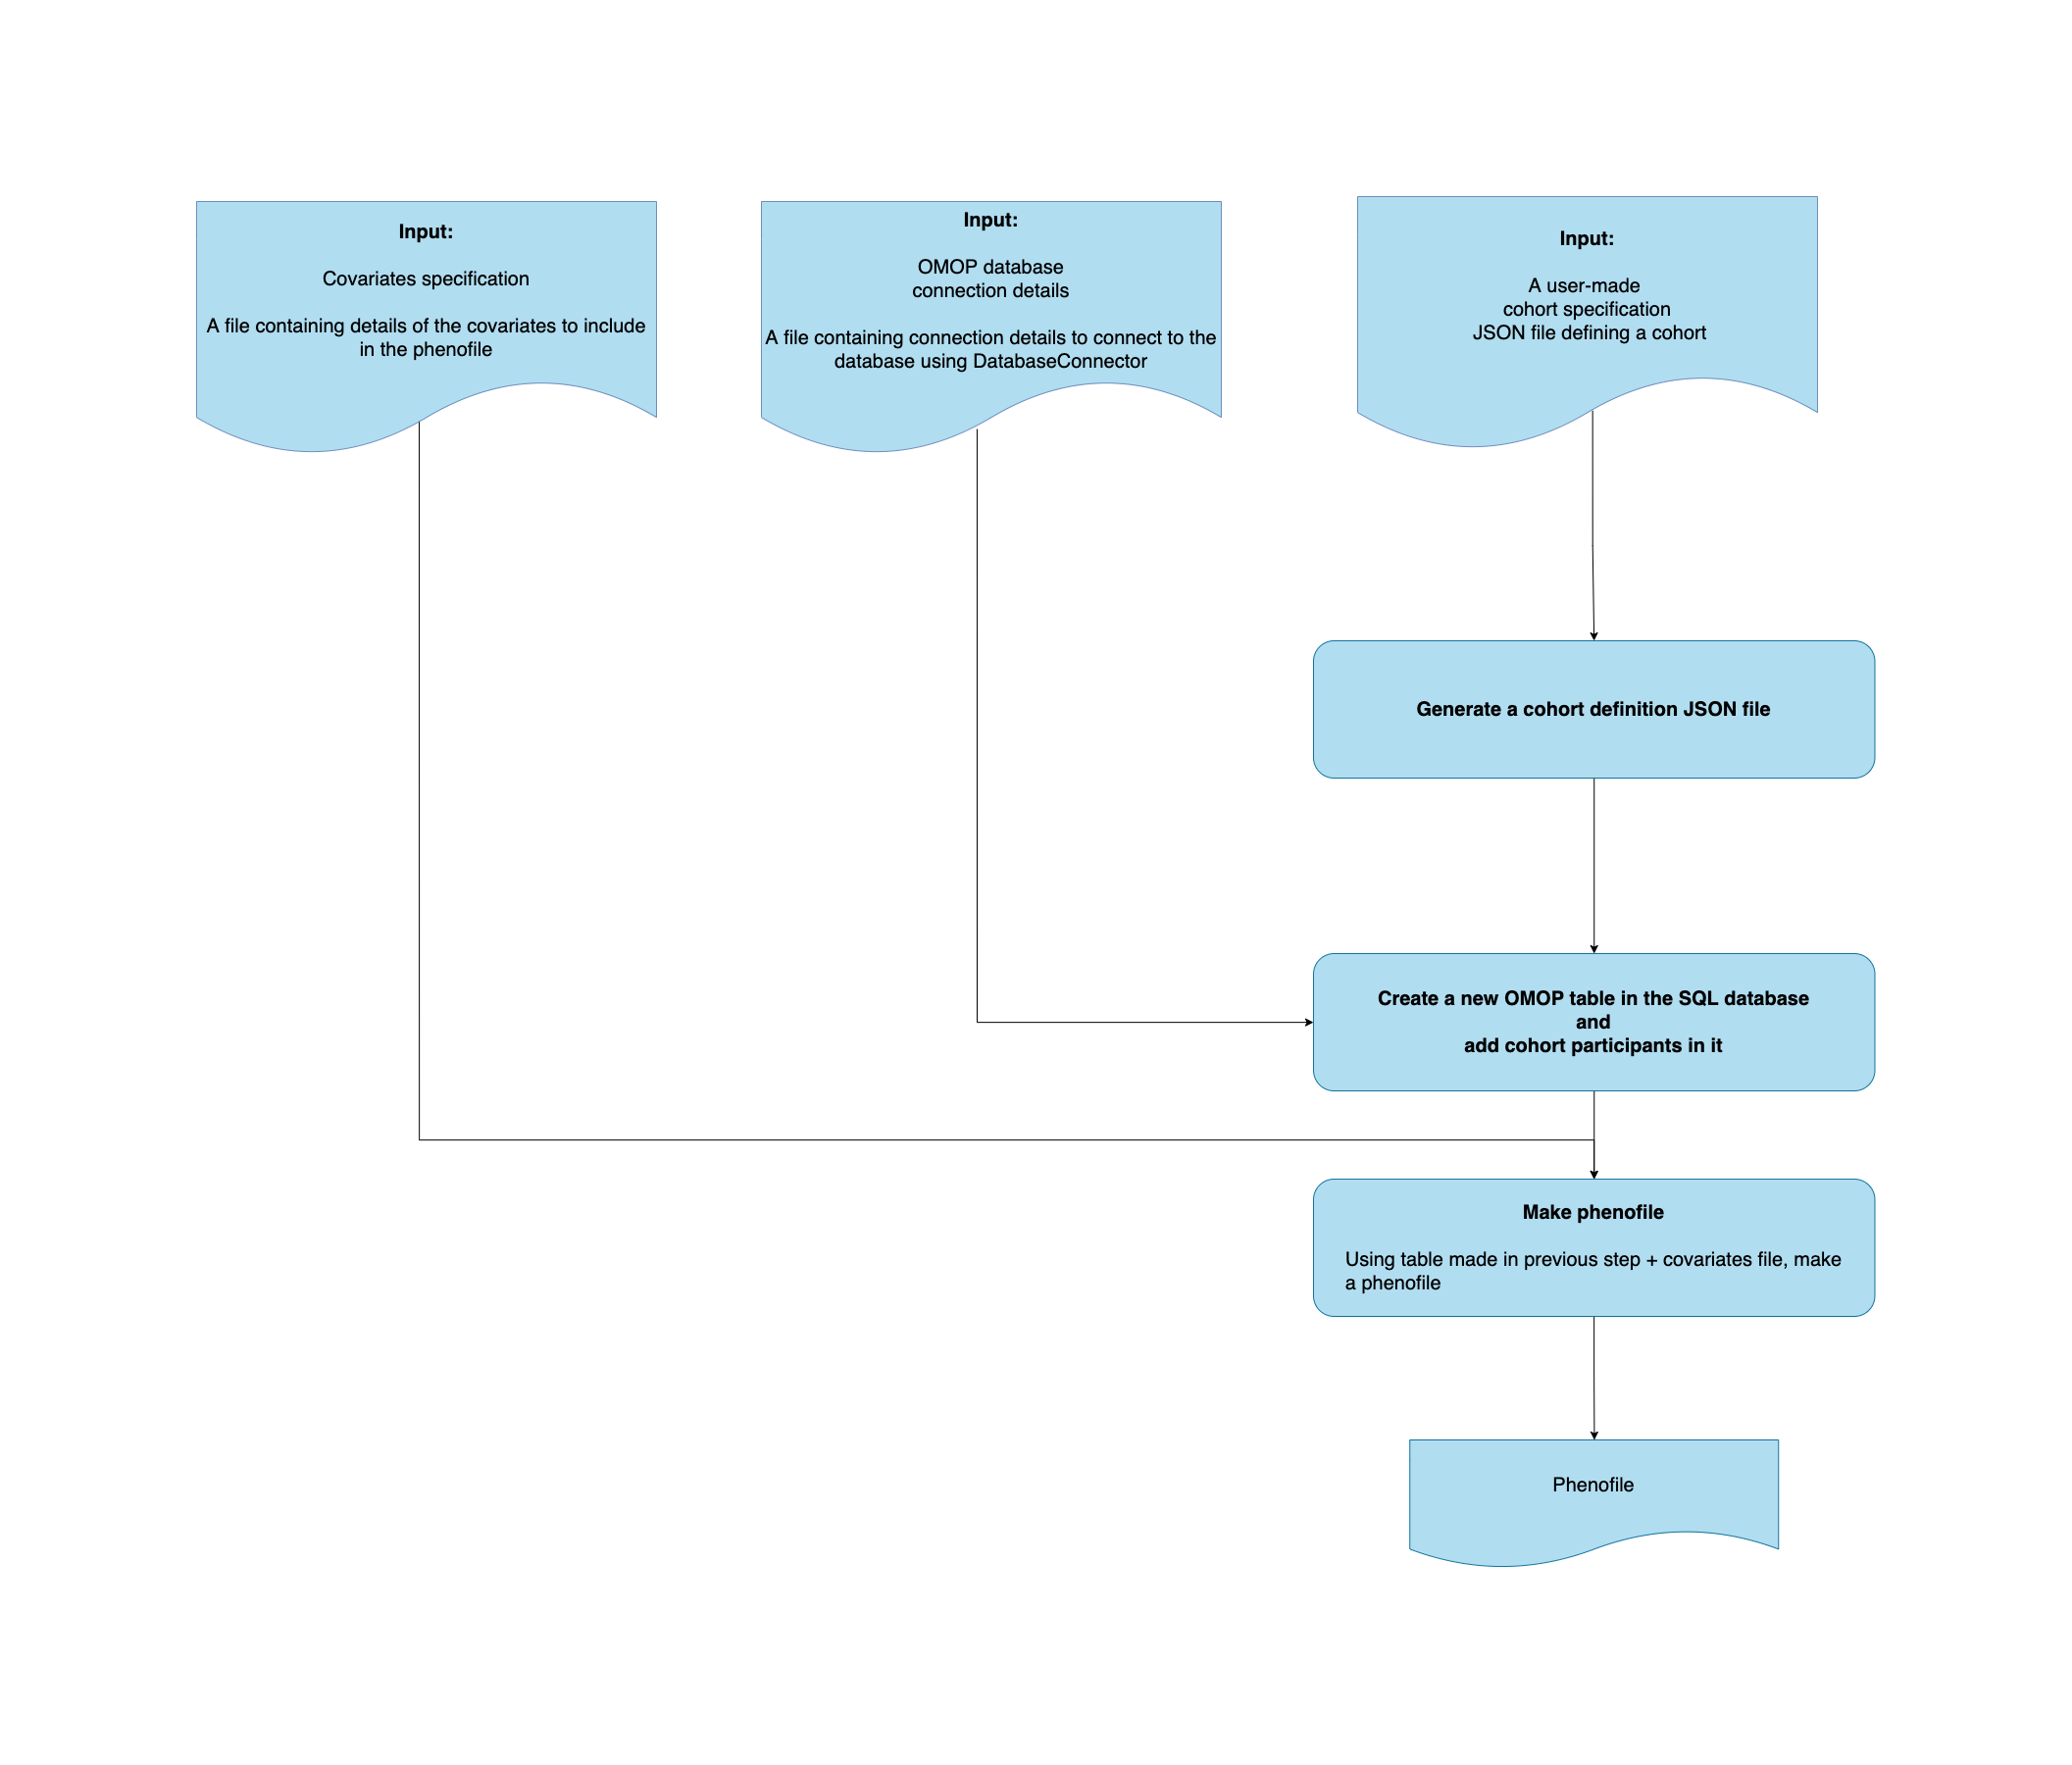 Input:
Covariates specification
A file containing details of the covariates to include
in the phenofile
Input:
OMOP database
connection details
A file containing connection details to connect to the
database using DatabaseConnector
Input:
A user-made
cohort specification
JSON file defining a cohort
Generate a cohort definition JSON file
Create a new OMOP table in the SQL database
and
add cohort participants in it
Make phenofile
Using table made in previous step + covariates file, make
a phenofile
Phenofile